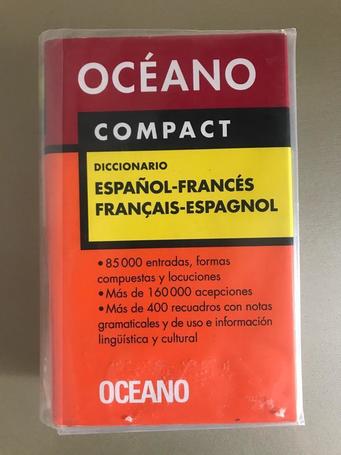 OCÉANO
COMPACT
DICCIONARIO
ESPAÑOL-FRANCÉS
FRANÇAIS-ESPAGNOL
• 85 000 entradas, formas
compuestas y locuciones
• Más de 160 000 acepciones
• Más de 400 recuadros con notas
gramaticales y de uso e información
lingüística y cultural
OCEANO